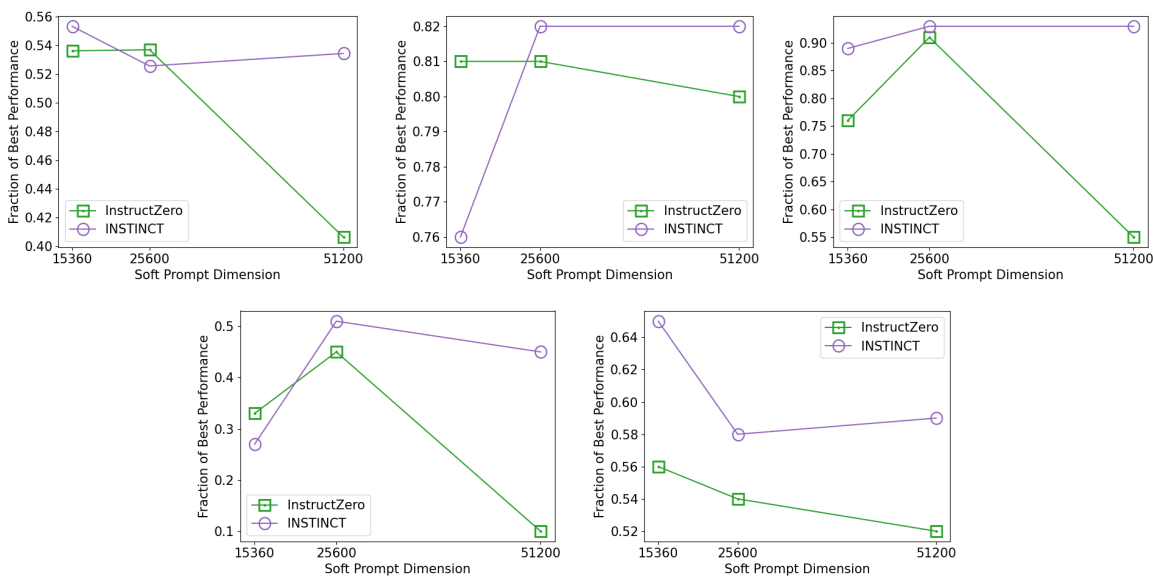 Fraction of Best Performance
0.56
0.54
0.52
0.50
0.48
0.46
0.44
0.42
0.40
InstructZero
INSTINCT
15360
25600
51200
Soft Prompt Dimension
Fraction of Best Performance
0.82
0.81
0.80
0.79
0.78
0.77
0.76
InstructZero
INSTINCT
15360
25600
51200
Soft Prompt Dimension
Fraction of Best Performance
0.90
0.85
0.80
0.75
0.70
0.65
0.60
0.55
InstructZero
INSTINCT
15360
25600
51200
Soft Prompt Dimension
Fraction of Best Performance
0.5
0.4
0.3
0.2
0.1
InstructZero
INSTINCT
15360
25600
51200
Soft Prompt Dimension
Fraction of Best Performance
0.64
0.62
0.60
0.58
0.56
0.54
0.52
InstructZero
INSTINCT
15360
25600
51200
Soft Prompt Dimension